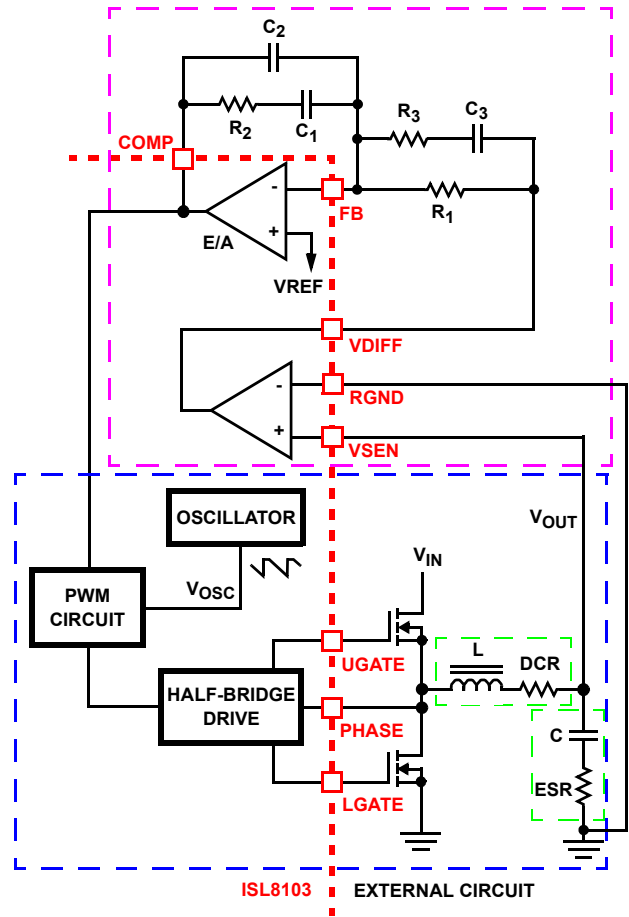 C2
R2
C1
R3
C3
COMP
-
FB
R1
E/A
+
VREF
VDIFF
-
RGND
+
VSEN
OSCILLATOR
VOUT
VIN
PWM
CIRCUIT
VOSC
UGATE
L
DCR
HALF-BRIDGE
DRIVE
PHASE
C
LGATE
ESR
ISL8103
EXTERNAL CIRCUIT